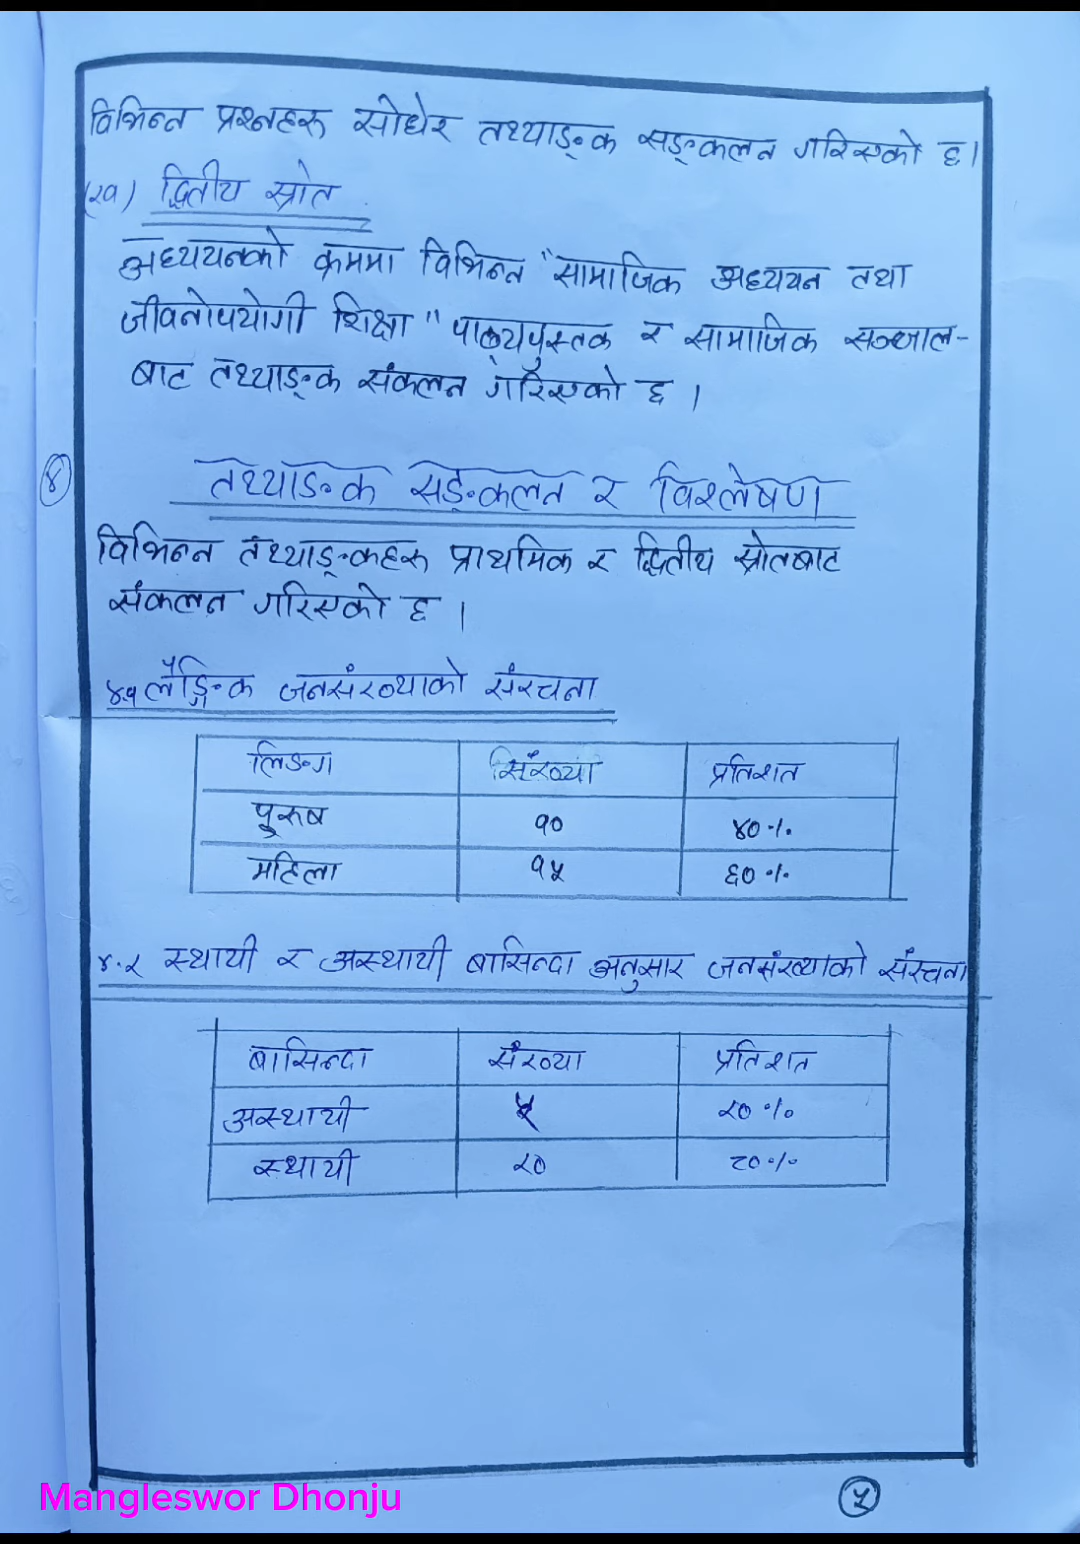 विभिन्न प्रश्नहरू सोधेर तथ्याङ्क सङ्कलन गरिएको छ।
(ख) द्वितीय स्रोत
अध्ययनको क्रममा विभिन्न "सामाजिक अध्ययन तथा
जीवनोपयोगी शिक्षा" पाठ्यपुस्तक र सामाजिक सञ्जाल-
बाट तथ्याङ्क संकलन गरिएको छ ।
४ तथ्याङ्क सङ्कलन र विश्लेषण
विभिन्न तथ्याङ्कहरू प्राथमिक र द्वितीय स्रोतबाट
संकलन गरिएको छ ।
४.१ लैङ्गिक जनसंख्याको संरचना
लिङग संख्या प्रतिशत
पुरुष १० ४०%
महिला १५ ६०%
४.२ स्थायी र अस्थायी बासिन्दा अनुसार जनसंख्याको संरचना
बासिन्दा संख्या प्रतिशत
अस्थायी ५ २०%
स्थायी २० ८०%
Mangleswor Dhonju
५